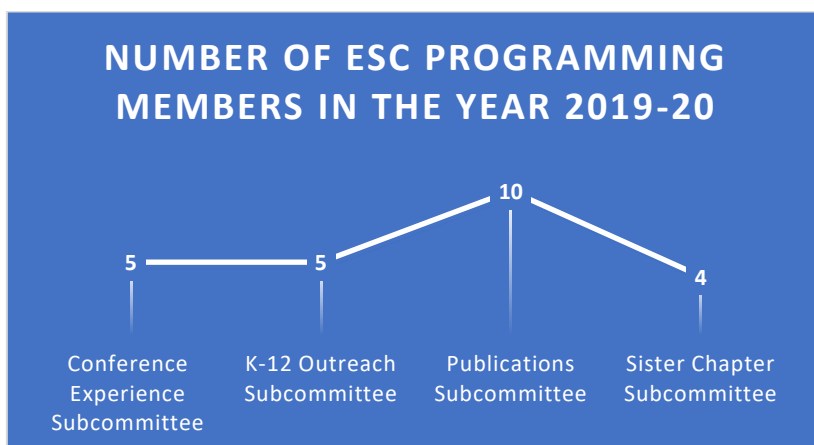 NUMBER OF ESC PROGRAMMING
MEMBERS IN THE YEAR 2019-20
10
5
5
4
Conference
Experience
Subcommittee
K-12 Outreach
Subcommittee
Publications
Subcommittee
Sister Chapter
Subcommittee